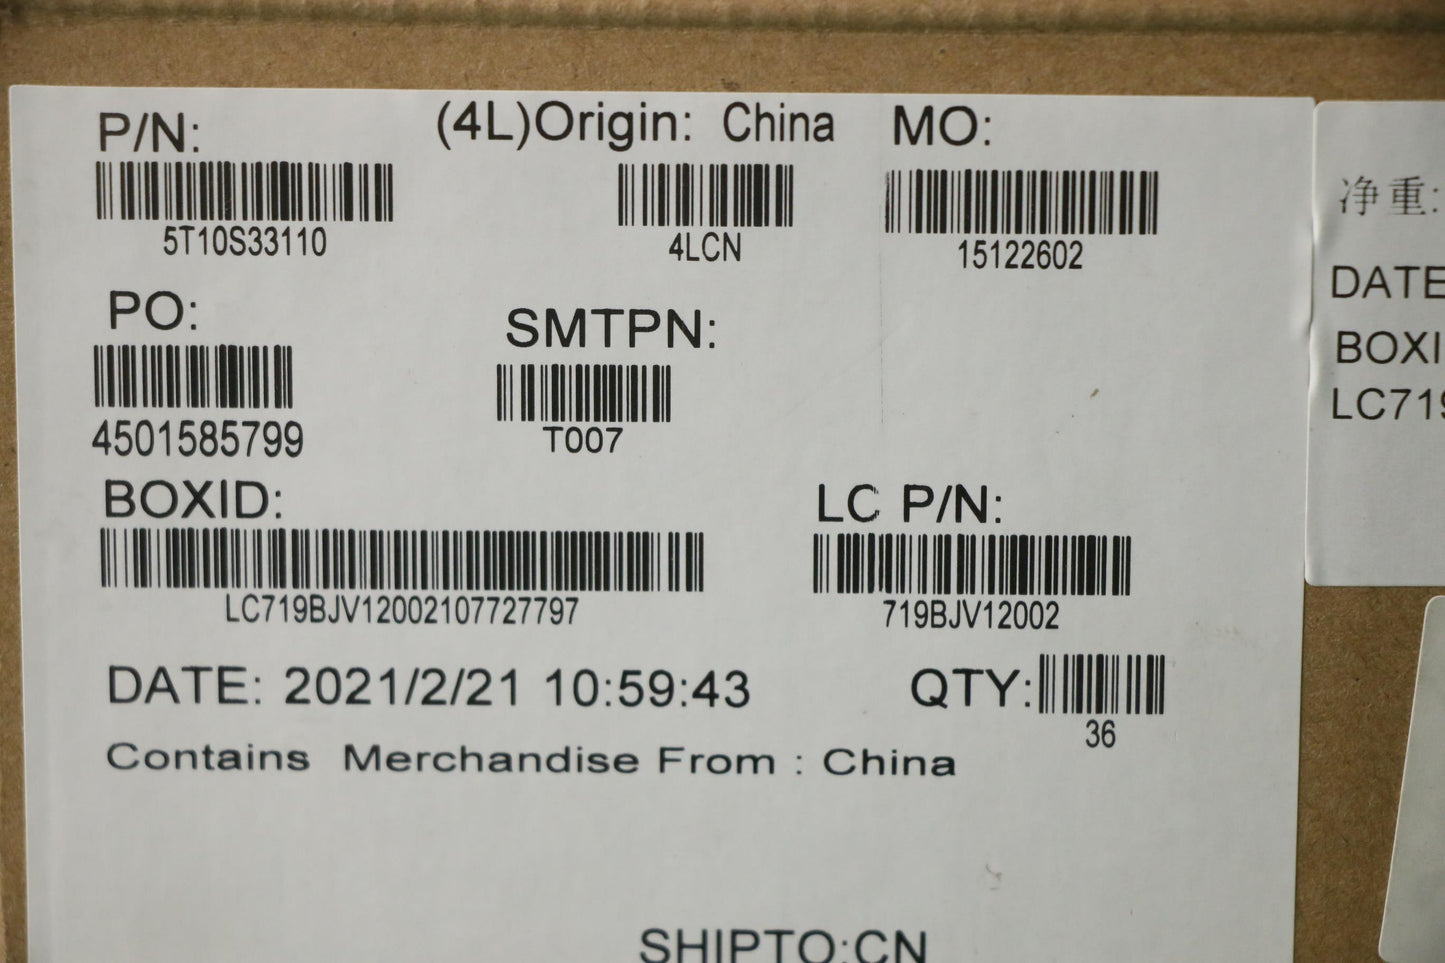 P/N: (4L)Origin: China MO:
5T10S33110 4LCN 15122602
PO: SMTPN:
4501585799 T007
BOXID: LC P/N:
LC719BJV12002107727797 719BJV12002
DATE: 2021/2/21 10:59:43 QTY:
36
Contains Merchandise From : China
SHIPTO:CN
净重:
DATE
BOXI
LC719